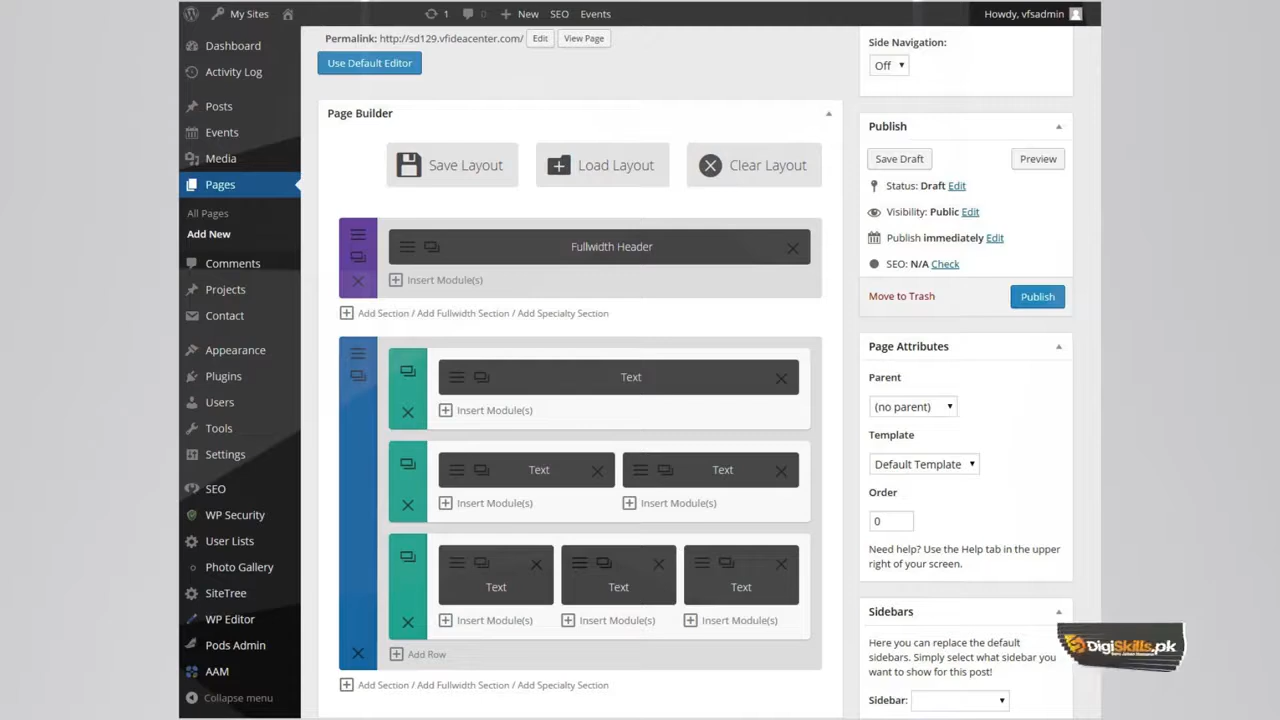 My Sites
1
0
New
SEO
Events
Howdy, vfsadmin
Dashboard
Activity Log
Posts
Events
Media
Pages
All Pages
Add New
Comments
Projects
Contact
Appearance
Plugins
Users
Tools
Settings
SEO
WP Security
User Lists
Photo Gallery
SiteTree
WP Editor
Pods Admin
AAM
Collapse menu
Permalink: http://sd129.vfideacenter.com/ Edit View Page
Use Default Editor
Page Builder
Save Layout
Load Layout
Clear Layout
Fullwidth Header
Insert Module(s)
Add Section / Add Fullwidth Section / Add Specialty Section
Text
Insert Module(s)
Text
Text
Insert Module(s)
Insert Module(s)
Text
Text
Text
Insert Module(s)
Insert Module(s)
Insert Module(s)
Add Row
Add Section / Add Fullwidth Section / Add Specialty Section
Side Navigation:
Off
Publish
Save Draft
Preview
Status: Draft Edit
Visibility: Public Edit
Publish immediately Edit
SEO: N/A Check
Move to Trash
Publish
Page Attributes
Parent
(no parent)
Template
Default Template
Order
0
Need help? Use the Help tab in the upper
right of your screen.
Sidebars
Here you can replace the default
sidebars. Simply select what sidebar you
want to show for this post!
Sidebar:
DigiSkills.pk